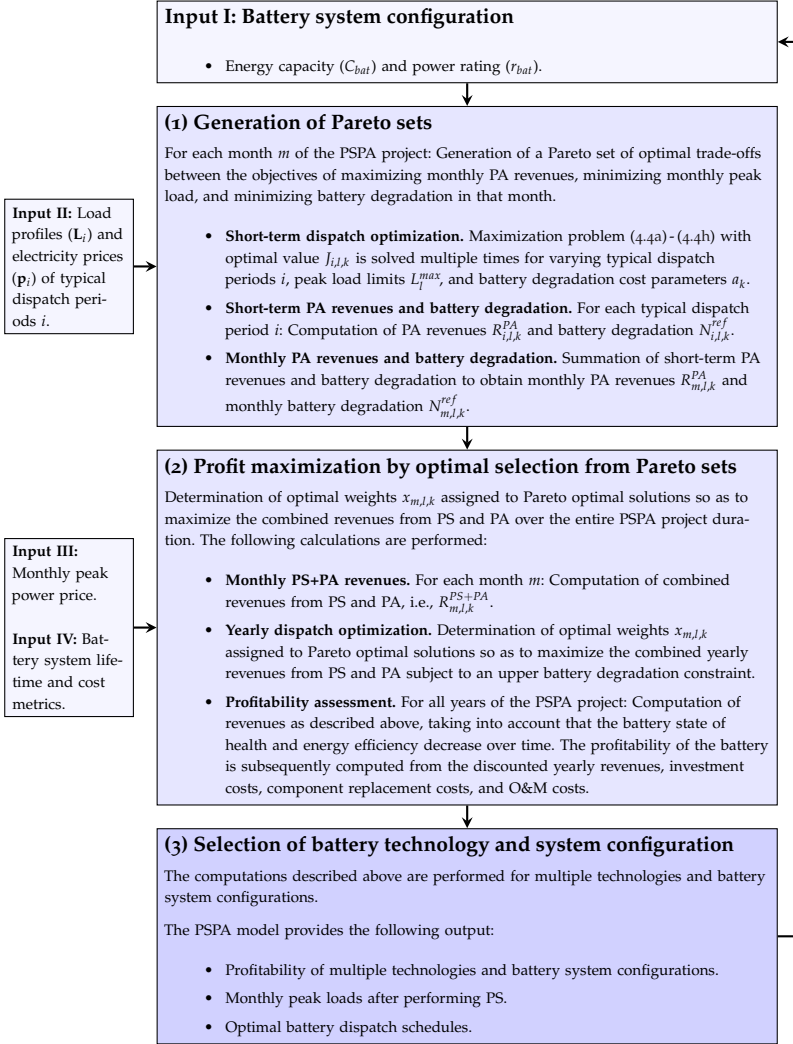 Input I: Battery system configuration
• Energy capacity (C_bat) and power rating (r_bat).
(1) Generation of Pareto sets
For each month m of the PSPA project: Generation of a Pareto set of optimal trade-offs
between the objectives of maximizing monthly PA revenues, minimizing monthly peak
load, and minimizing battery degradation in that month.
• Short-term dispatch optimization. Maximization problem (4.4a) - (4.4h) with
optimal value J_{i,l,k} is solved multiple times for varying typical dispatch
periods i, peak load limits L_l^{max}, and battery degradation cost parameters a_k.
• Short-term PA revenues and battery degradation. For each typical dispatch
period i: Computation of PA revenues R_{i,l,k}^{PA} and battery degradation N_{i,l,k}^{ref}.
• Monthly PA revenues and battery degradation. Summation of short-term PA
revenues and battery degradation to obtain monthly PA revenues R_{m,l,k}^{PA} and
monthly battery degradation N_{m,l,k}^{ref}.
Input II: Load
profiles (L_i) and
electricity prices
(p_i) of typical
dispatch peri-
ods i.
(2) Profit maximization by optimal selection from Pareto sets
Determination of optimal weights x_{m,l,k} assigned to Pareto optimal solutions so as to
maximize the combined revenues from PS and PA over the entire PSPA project dura-
tion. The following calculations are performed:
• Monthly PS+PA revenues. For each month m: Computation of combined
revenues from PS and PA, i.e., R_{m,l,k}^{PS+PA}.
• Yearly dispatch optimization. Determination of optimal weights x_{m,l,k}
assigned to Pareto optimal solutions so as to maximize the combined yearly
revenues from PS and PA subject to an upper battery degradation constraint.
• Profitability assessment. For all years of the PSPA project: Computation of
revenues as described above, taking into account that the battery state of
health and energy efficiency decrease over time. The profitability of the battery
is subsequently computed from the discounted yearly revenues, investment
costs, component replacement costs, and O&M costs.
Input III:
Monthly peak
power price.
Input IV: Bat-
tery system life-
time and cost
metrics.
(3) Selection of battery technology and system configuration
The computations described above are performed for multiple technologies and battery
system configurations.
The PSPA model provides the following output:
• Profitability of multiple technologies and battery system configurations.
• Monthly peak loads after performing PS.
• Optimal battery dispatch schedules.